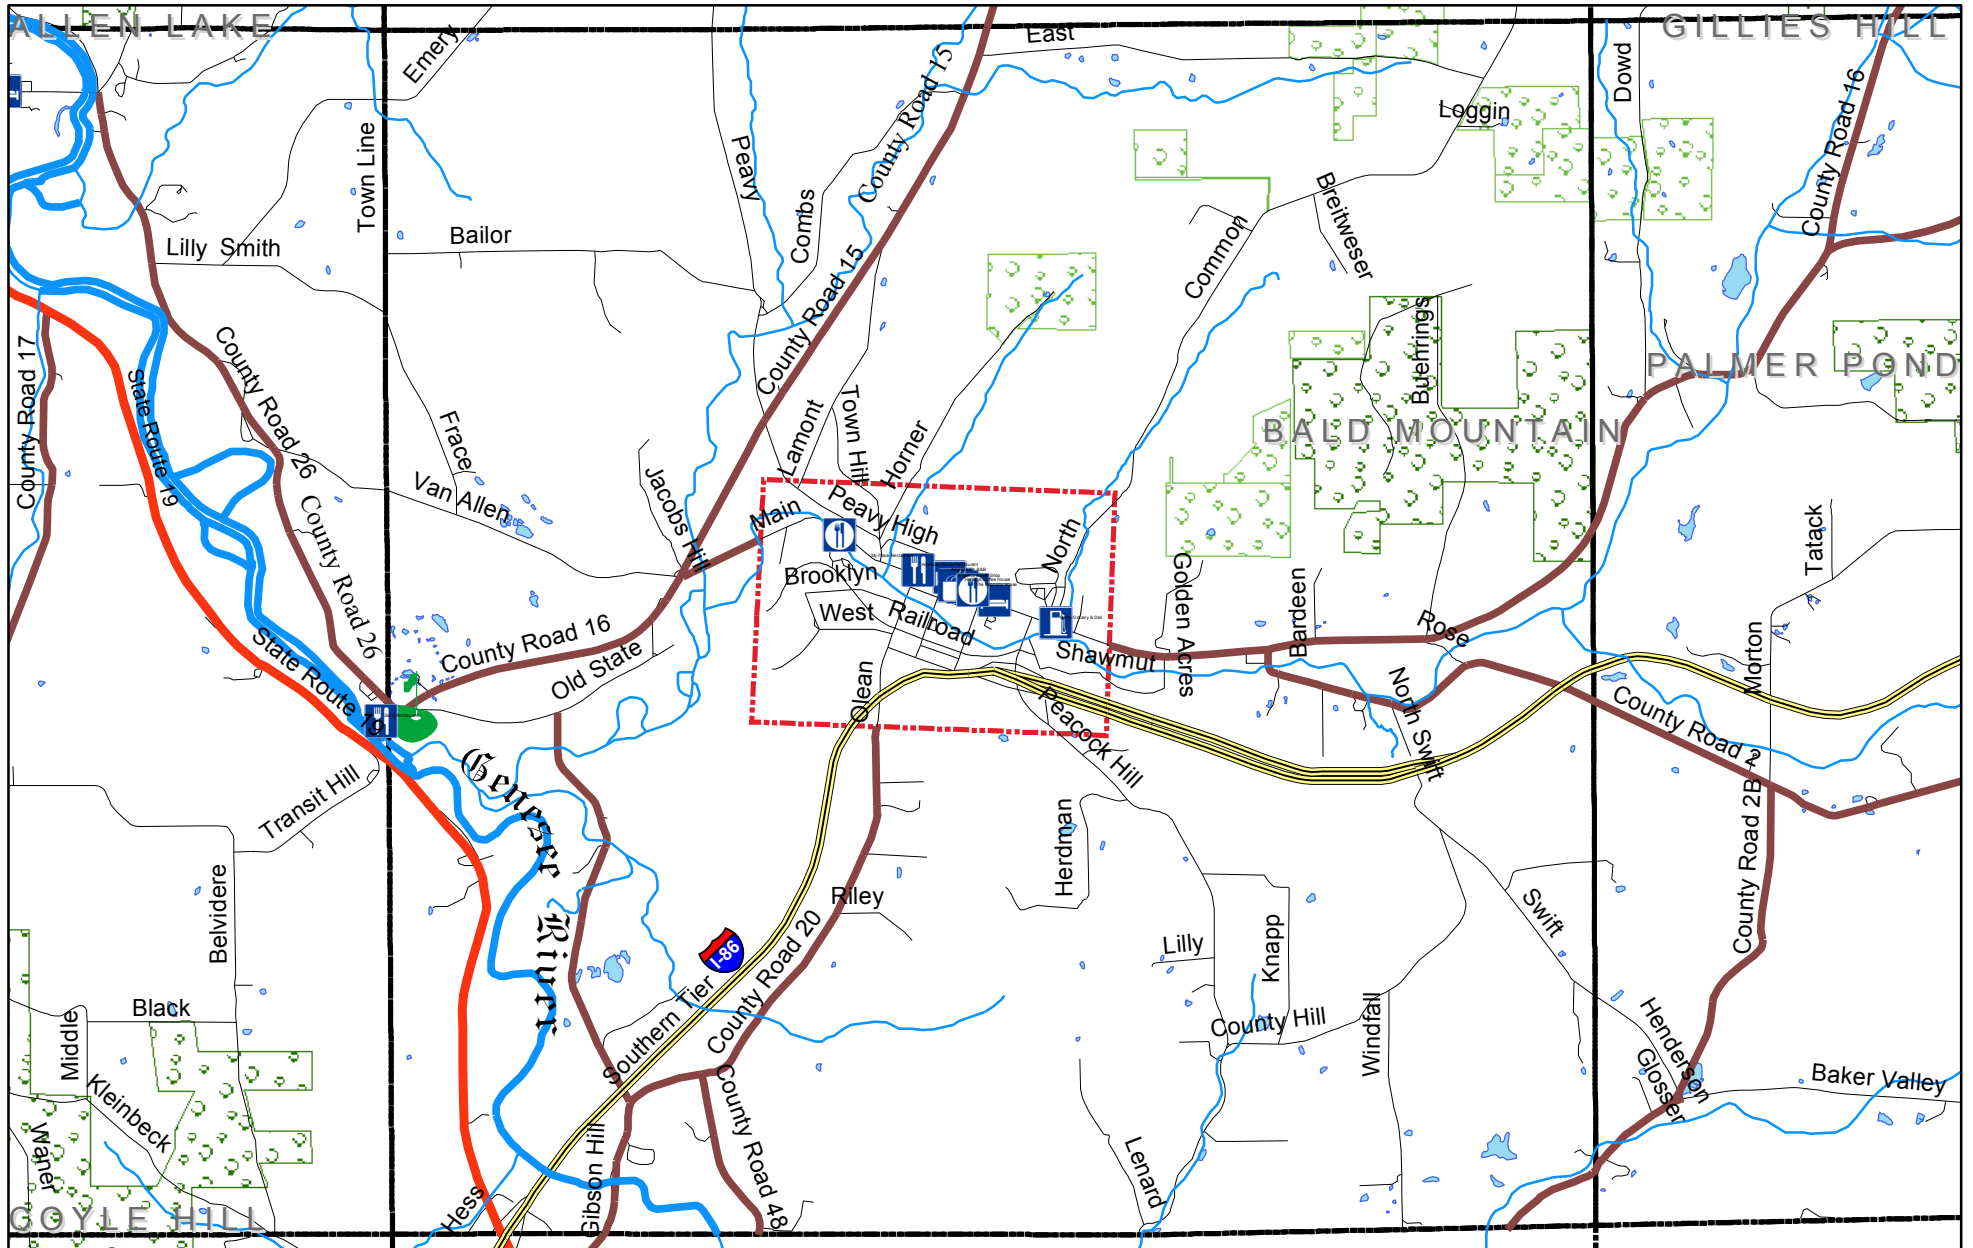 ALLEN LAKE
GILLIES HILL
East
Emery
Dowd
County Road 15
County Road 16
Loggin
Town Line
Peavy
Combs
Breitweser
Common
Bailor
Lilly Smith
County Road 15
Buehrings
County Road 17
State Route 19
County Road 26
PALMER POND
BALD MOUNTAIN
Frace
Lamont
Town Hill
Horner
Van Allen
Jacobs Hill
Main
Peavy
High
North
Tatack
County Road 26
Brooklyn
West
Railroad
Golden Acres
Bardeen
Rose
Shawmut
State Route 19
County Road 16
Old State
Olean
Peacock Hill
North Swift
Morton
County Road 2
County Road 2B
Genesee
River
Transit Hill
Herdman
Belvidere
Riley
Swift
Lilly
Knapp
I-86
Southern Tier
County Road 20
Black
Middle
County Hill
Windfall
Henderson
Glosser
Baker Valley
Kleinbeck
Waner
County Road 48
Gibson Hill
Hess
Lenard
COYLE HILL